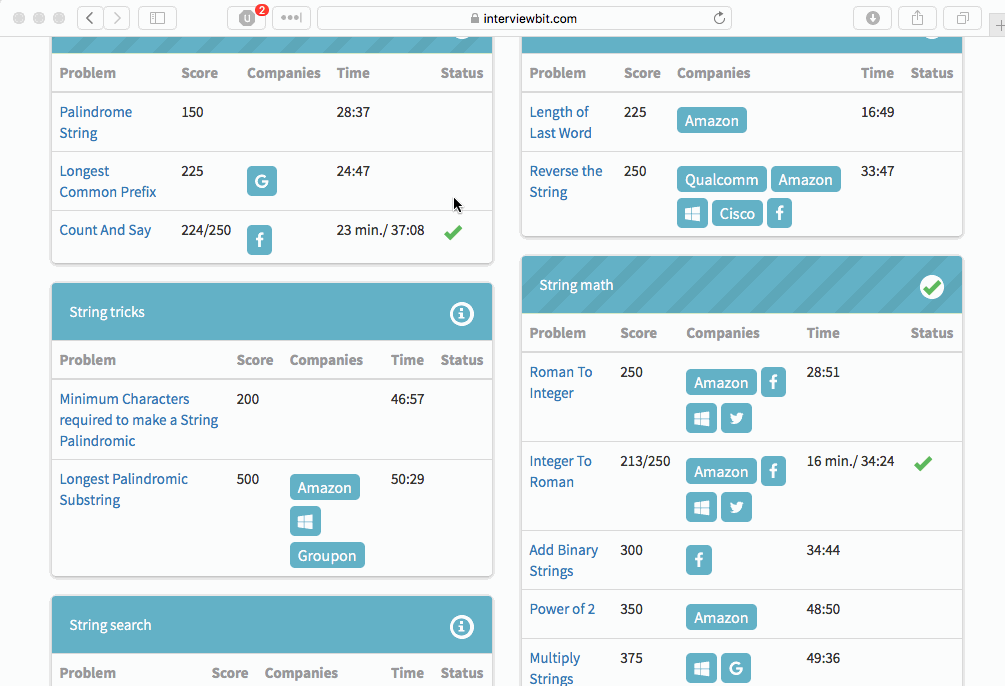 U 2
interviewbit.com
Problem Score Companies Time Status
Palindrome 150 28:37
String
Longest 225 G 24:47
Common Prefix
Count And Say 224/250 f 23 min./ 37:08
String tricks
Problem Score Companies Time Status
Minimum Characters 200 46:57
required to make a String
Palindromic
Longest Palindromic 500 Amazon 50:29
Substring
Groupon
String search
Problem Score Companies Time Status
Problem Score Companies Time Status
Length of 225 Amazon 16:49
Last Word
Reverse the 250 Qualcomm Amazon 33:47
String
Cisco f
String math
Problem Score Companies Time Status
Roman To 250 Amazon f 28:51
Integer
Integer To 213/250 Amazon f 16 min./ 34:24
Roman
Add Binary 300 f 34:44
Strings
Power of 2 350 Amazon 48:50
Multiply 375 G 49:36
Strings